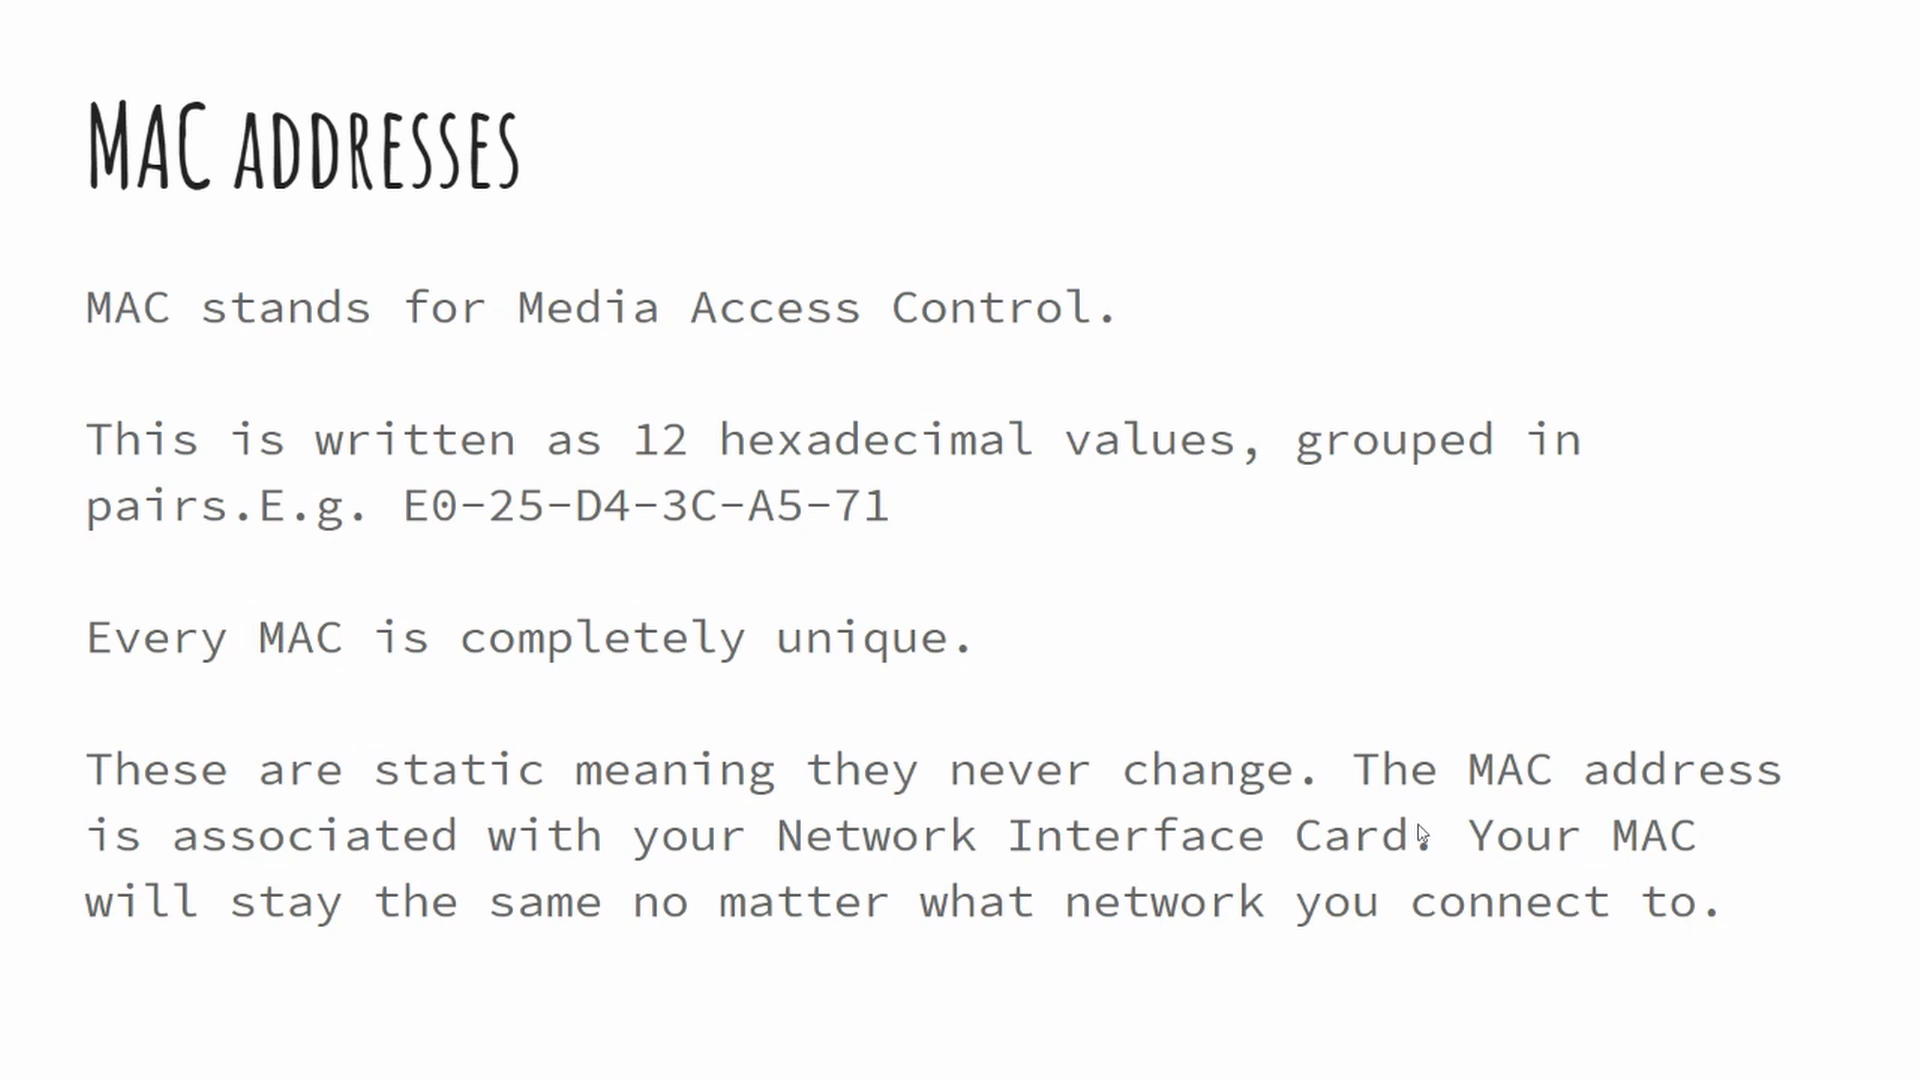 MAC ADDRESSES
MAC stands for Media Access Control.
This is written as 12 hexadecimal values, grouped in
pairs.E.g. E0-25-D4-3C-A5-71
Every MAC is completely unique.
These are static meaning they never change. The MAC address
is associated with your Network Interface Card. Your MAC
will stay the same no matter what network you connect to.